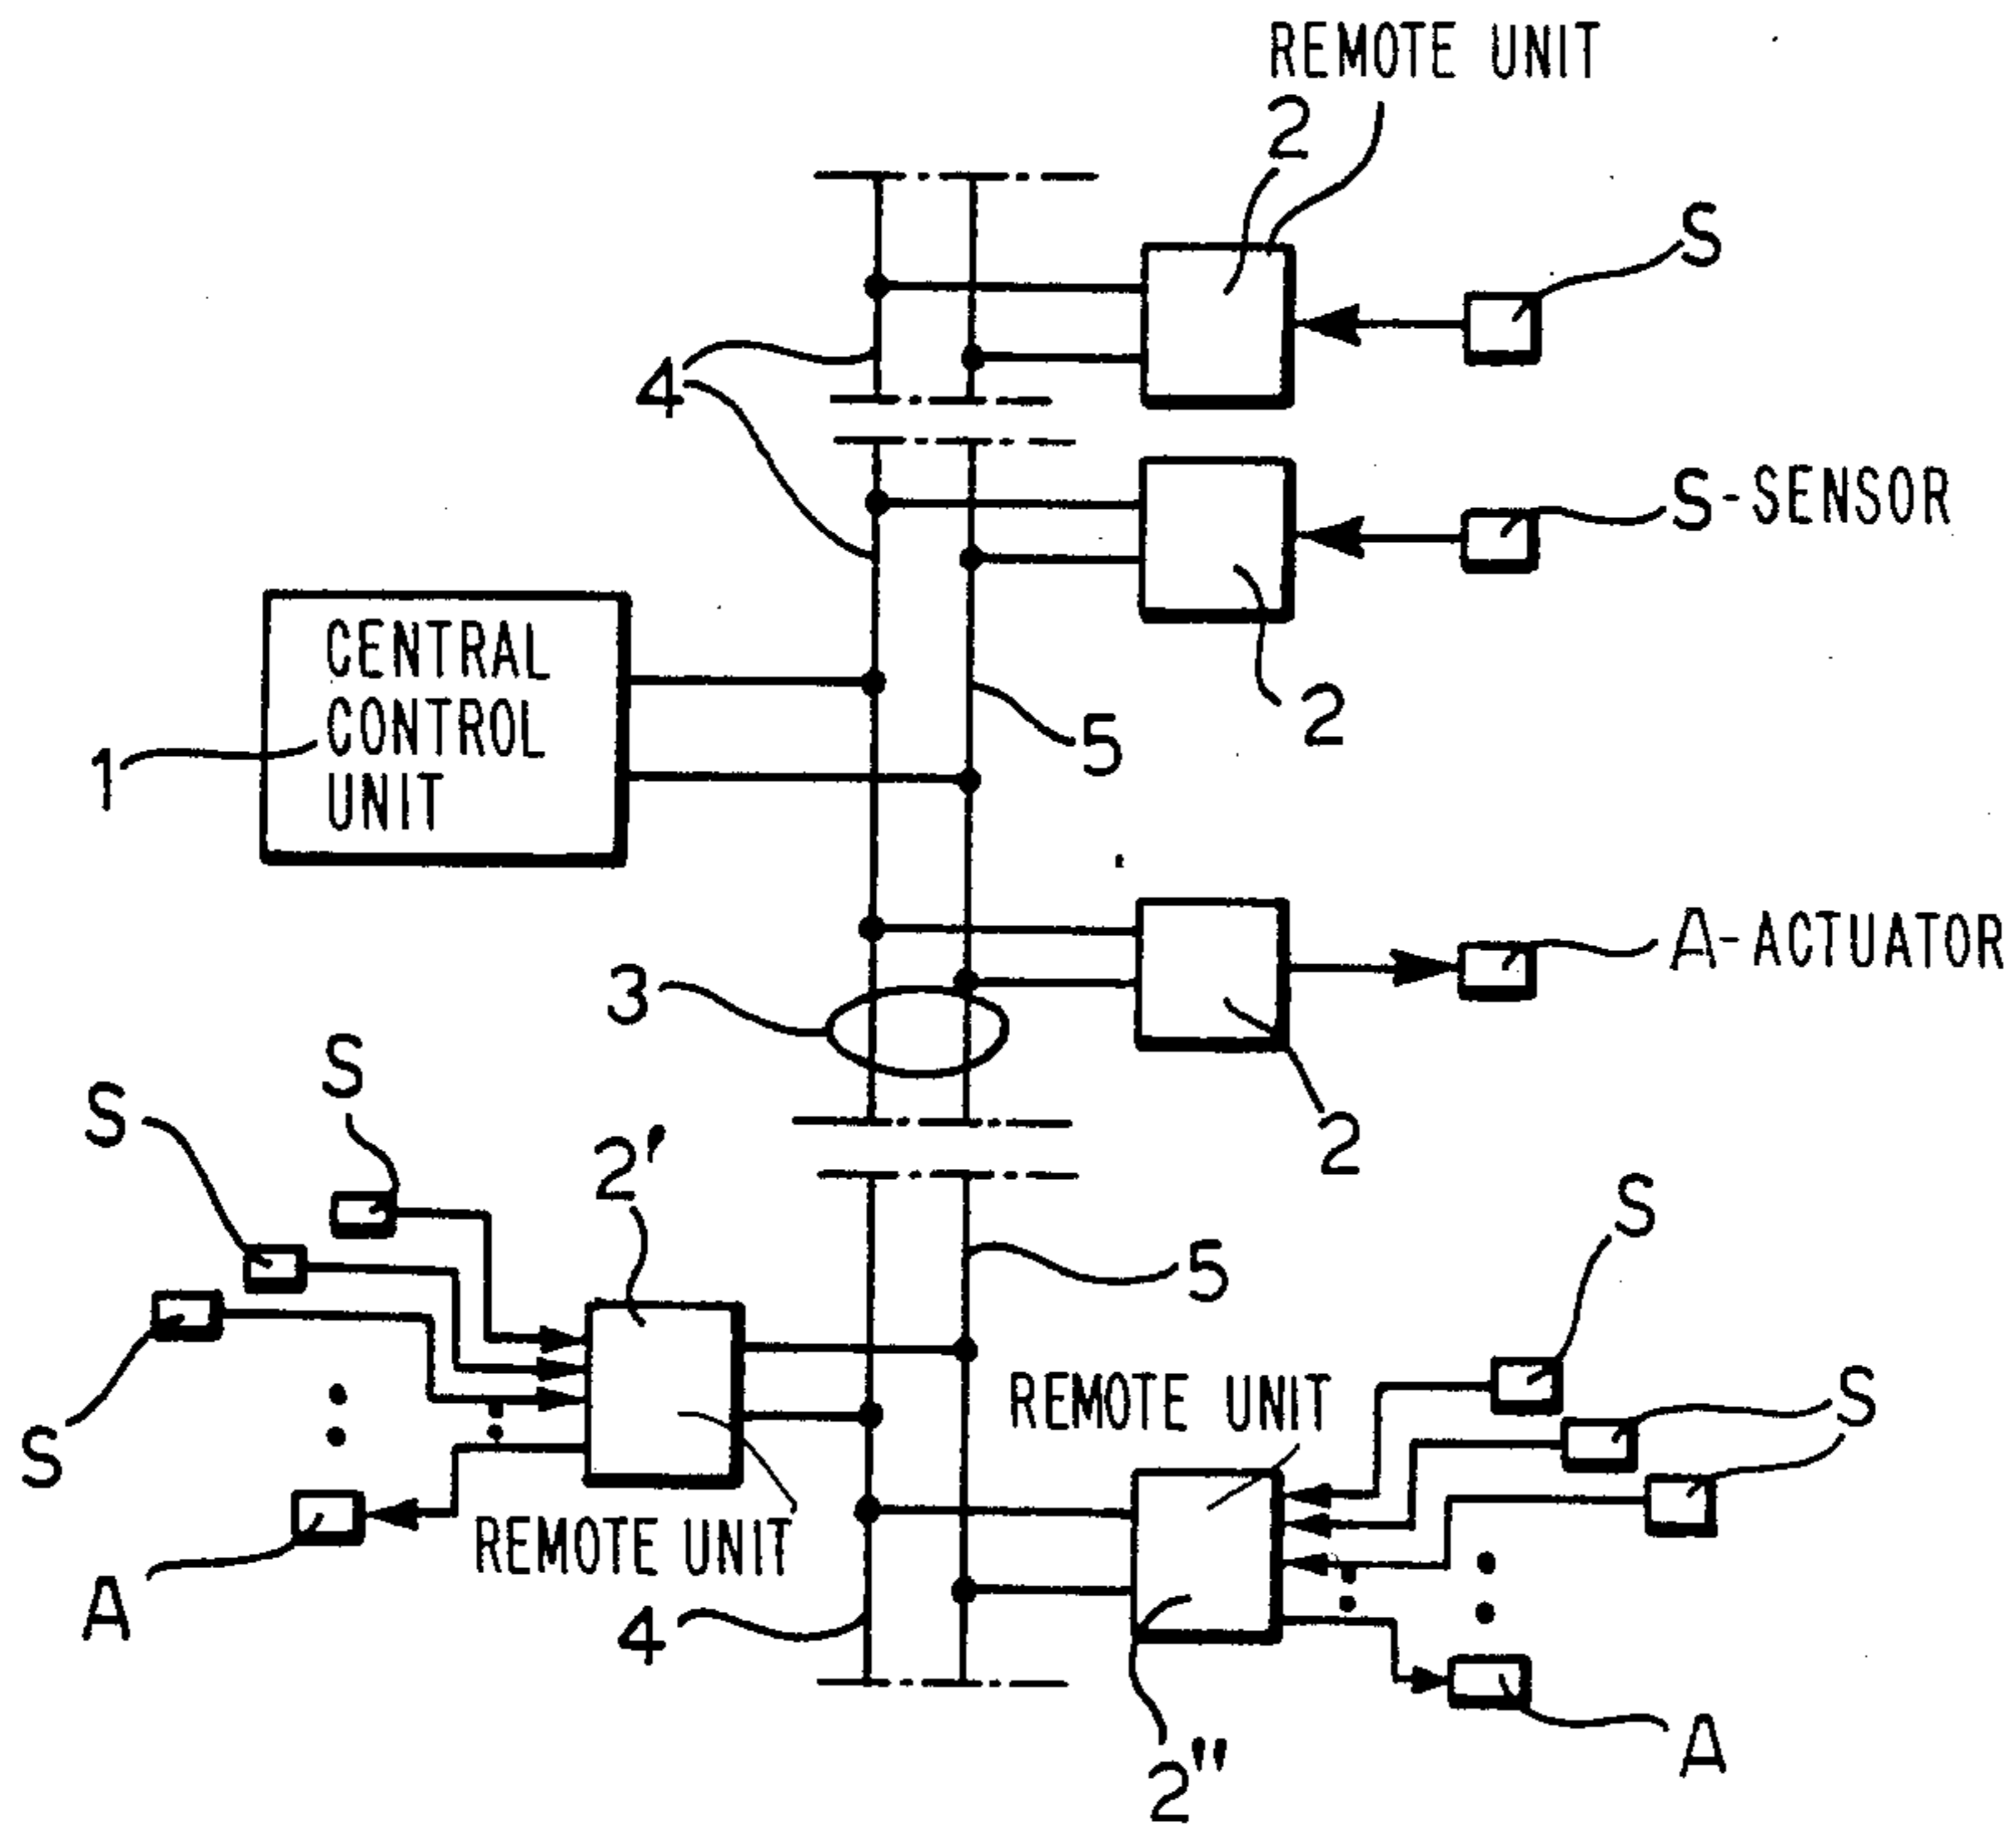 REMOTE UNIT
2
S
4
S-SENSOR
CENTRAL
CONTROL
UNIT
1
5
2
A-ACTUATOR
3
S
S
2'
2
S
5
S
REMOTE UNIT
S
S
A
REMOTE UNIT
4
2"
A